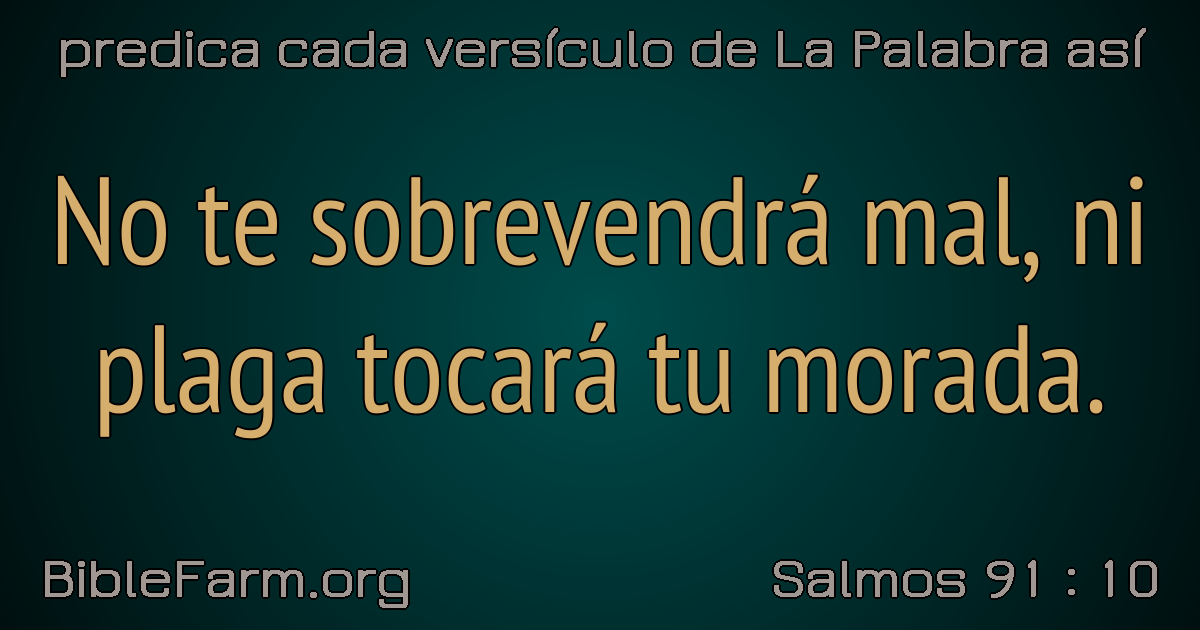 predica cada versículo de La Palabra así
No te sobrevendrá mal, ni
plaga tocará tu morada.
BibleFarm.org
Salmos 91 : 10